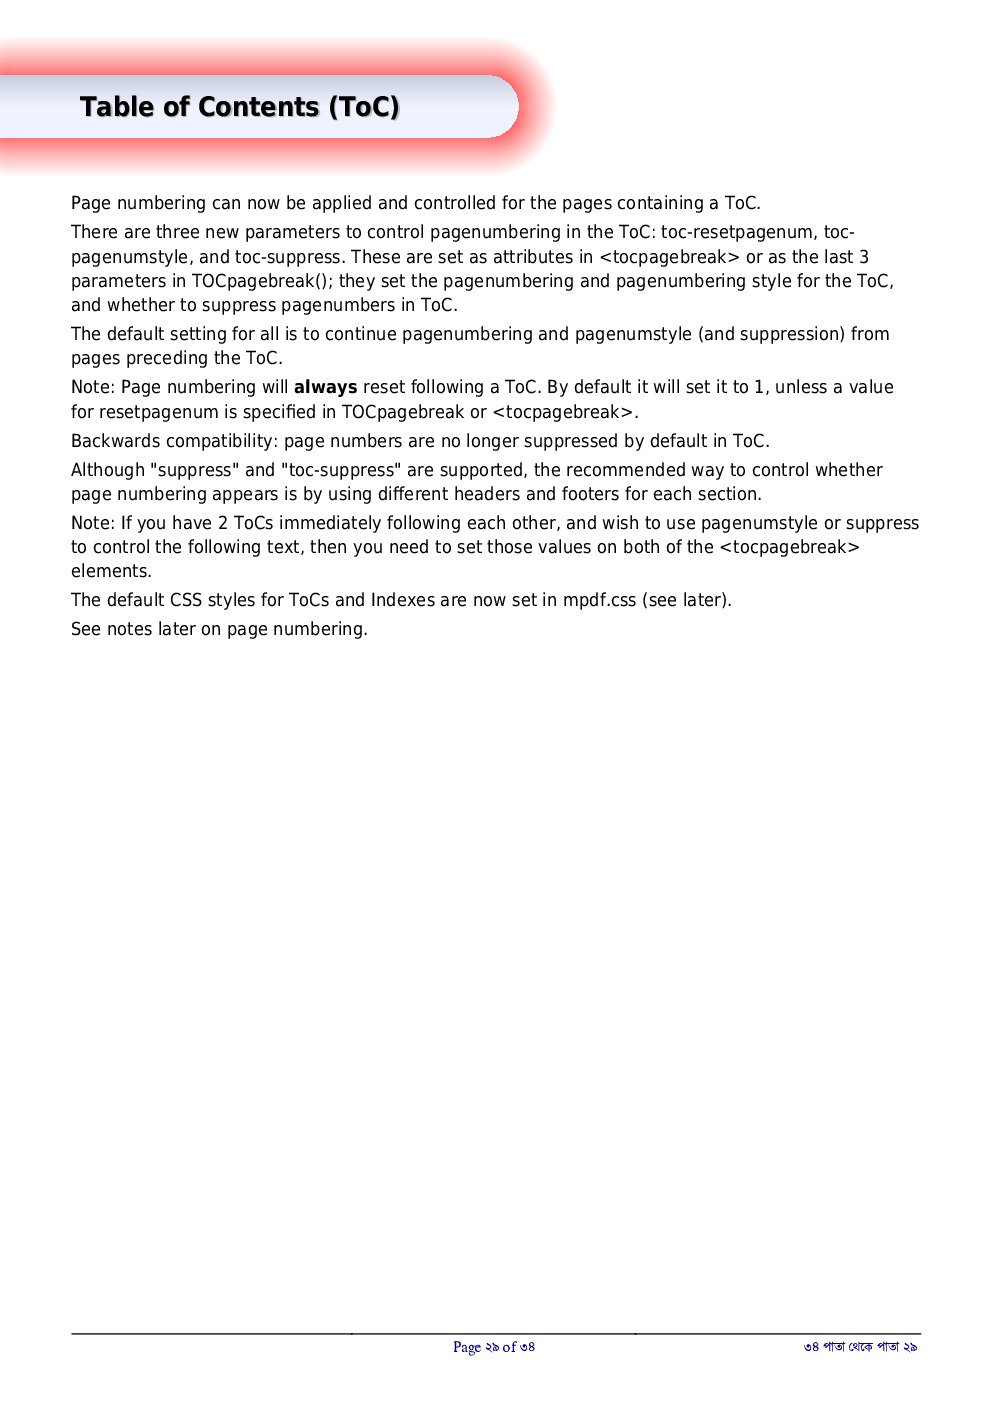 Table of Contents (ToC)
Page numbering can now be applied and controlled for the pages containing a ToC.
There are three new parameters to control pagenumbering in the ToC: toc-resetpagenum, toc-
pagenumstyle, and toc-suppress. These are set as attributes in <tocpagebreak> or as the last 3
parameters in TOCpagebreak(); they set the pagenumbering and pagenumbering style for the ToC,
and whether to suppress pagenumbers in ToC.
The default setting for all is to continue pagenumbering and pagenumstyle (and suppression) from
pages preceding the ToC.
Note: Page numbering will always reset following a ToC. By default it will set it to 1, unless a value
for resetpagenum is specified in TOCpagebreak or <tocpagebreak>.
Backwards compatibility: page numbers are no longer suppressed by default in ToC.
Although "suppress" and "toc-suppress" are supported, the recommended way to control whether
page numbering appears is by using different headers and footers for each section.
Note: If you have 2 ToCs immediately following each other, and wish to use pagenumstyle or suppress
to control the following text, then you need to set those values on both of the <tocpagebreak>
elements.
The default CSS styles for ToCs and Indexes are now set in mpdf.css (see later).
See notes later on page numbering.
Page ২৯ of ৩৪
৩৪ পাতা থেকে পাতা ২৯